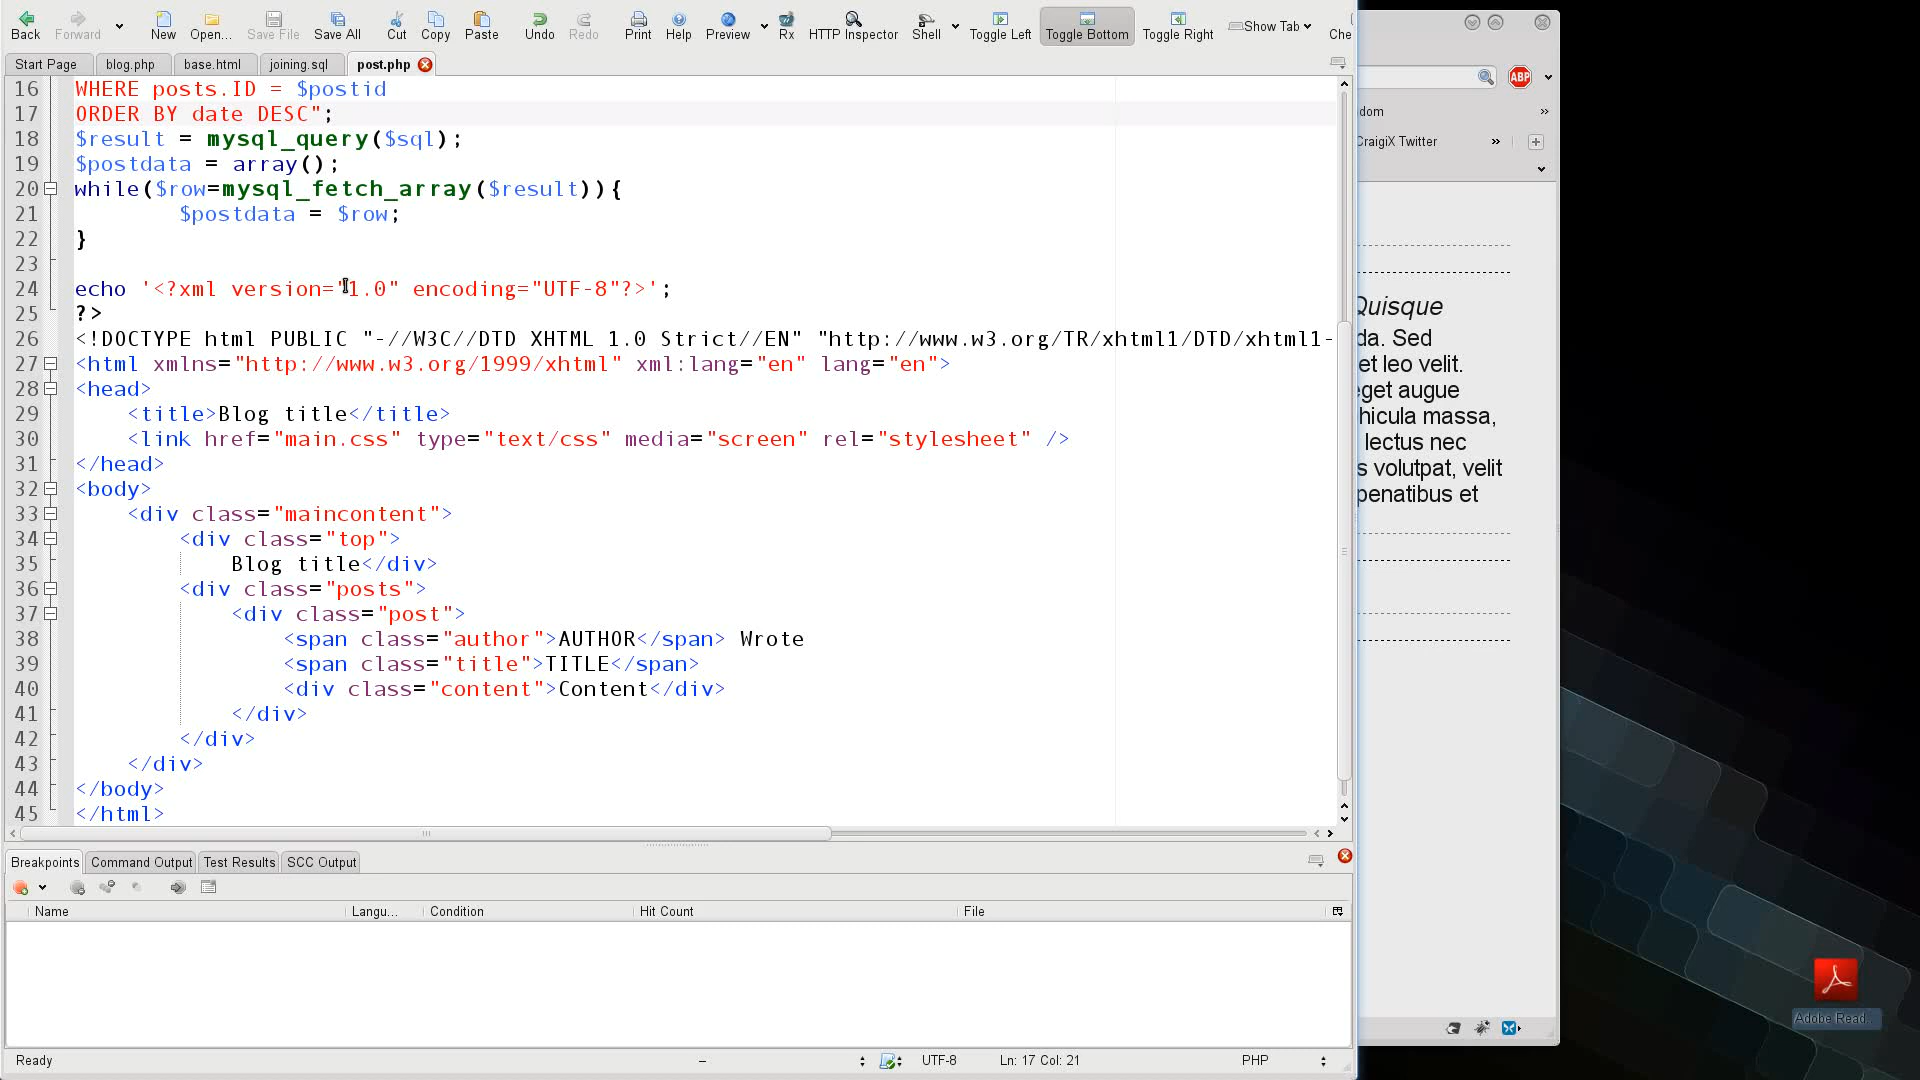 Back Forward New Open... Save File Save All Cut Copy Paste Undo Redo Print Help Preview Rx HTTP Inspector Shell Toggle Left Toggle Bottom Toggle Right Show Tab Che
Start Page blog.php base.html joining.sql post.php
16 WHERE posts.ID = $postid
17 ORDER BY date DESC";
18 $result = mysql_query($sql);
19 $postdata = array();
20 while($row=mysql_fetch_array($result)){
21 $postdata = $row;
22 }
23
24 echo '<?xml version="1.0" encoding="UTF-8"?>';
25 ?>
26 <!DOCTYPE html PUBLIC "-//W3C//DTD XHTML 1.0 Strict//EN" "http://www.w3.org/TR/xhtml1/DTD/xhtml1-
27 <html xmlns="http://www.w3.org/1999/xhtml" xml:lang="en" lang="en">
28 <head>
29 <title>Blog title</title>
30 <link href="main.css" type="text/css" media="screen" rel="stylesheet" />
31 </head>
32 <body>
33 <div class="maincontent">
34 <div class="top">
35 Blog title</div>
36 <div class="posts">
37 <div class="post">
38 <span class="author">AUTHOR</span> Wrote
39 <span class="title">TITLE</span>
40 <div class="content">Content</div>
41 </div>
42 </div>
43 </div>
44 </body>
45 </html>
Breakpoints Command Output Test Results SCC Output
Name Langu... Condition Hit Count File
Ready – UTF-8 Ln: 17 Col: 21 PHP
ABP
dom »
CraigiX Twitter »
Quisque
da. Sed
et leo velit.
eget augue
hicula massa,
lectus nec
s volutpat, velit
penatibus et
Adobe Read...